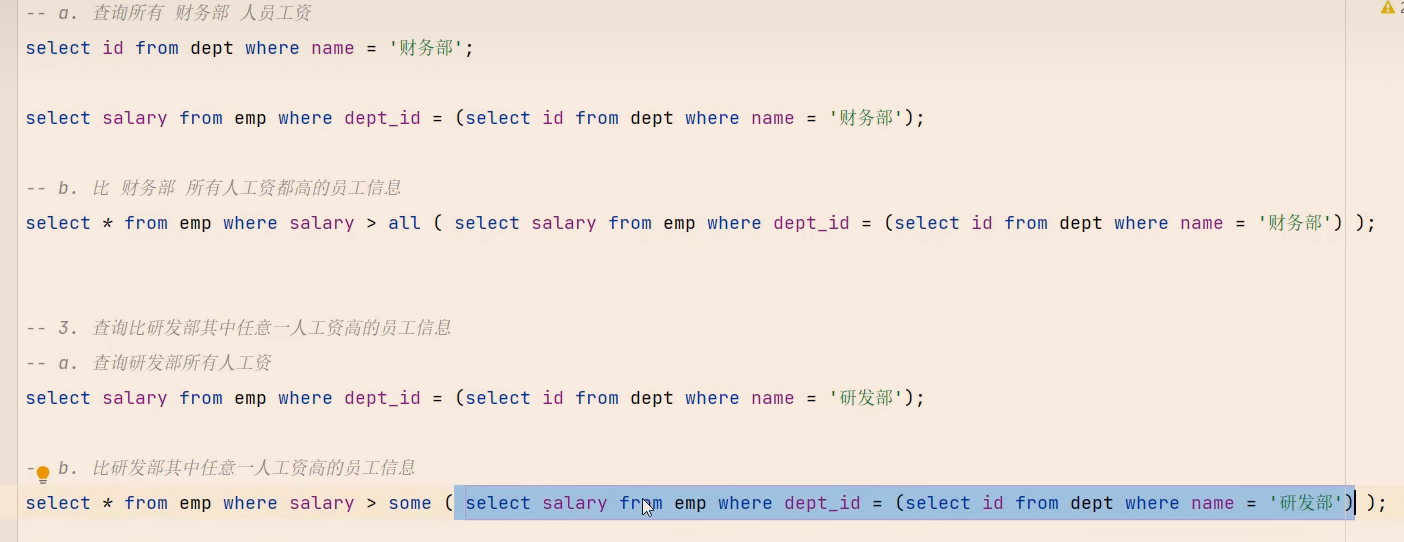 -- a. 查询所有 财务部 人员工资
select id from dept where name = '财务部';
select salary from emp where dept_id = (select id from dept where name = '财务部');
-- b. 比 财务部 所有人工资都高的员工信息
select * from emp where salary > all ( select salary from emp where dept_id = (select id from dept where name = '财务部') );
-- 3. 查询比研发部其中任意一人工资高的员工信息
-- a. 查询研发部所有人工资
select salary from emp where dept_id = (select id from dept where name = '研发部');
- b. 比研发部其中任意一人工资高的员工信息
select * from emp where salary > some ( select salary from emp where dept_id = (select id from dept where name = '研发部') );